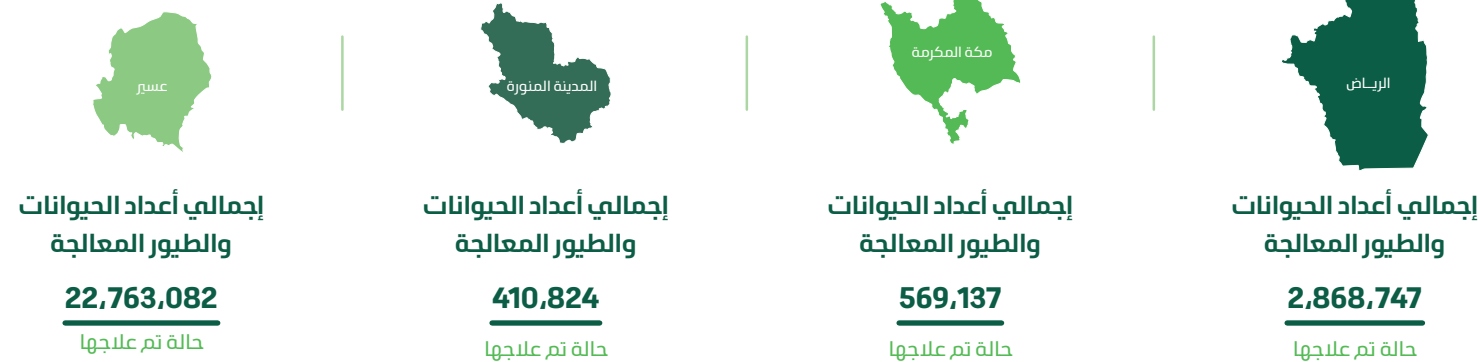 الريــاض
إجمالي أعداد الحيوانات
والطيور المعالجة
2,868,747
حالة تم علاجها
مكة المكرمة
إجمالي أعداد الحيوانات
والطيور المعالجة
569,137
حالة تم علاجها
المدينة المنورة
إجمالي أعداد الحيوانات
والطيور المعالجة
410,824
حالة تم علاجها
عسير
إجمالي أعداد الحيوانات
والطيور المعالجة
22,763,082
حالة تم علاجها